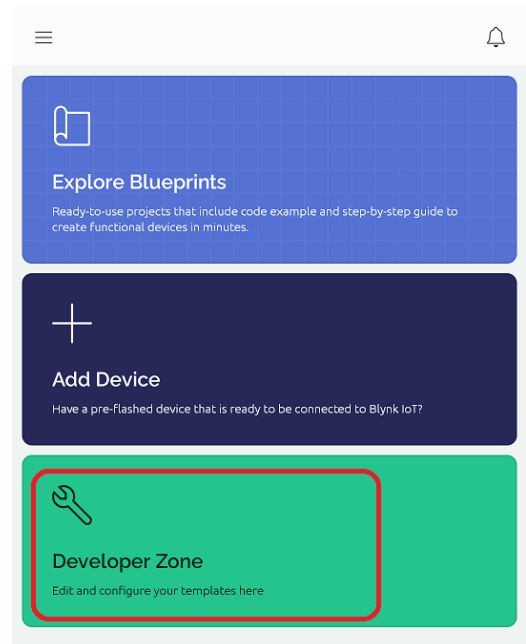 Explore Blueprints
Ready-to-use projects that include code example and step-by-step guide to
create functional devices in minutes.
Add Device
Have a pre-flashed device that is ready to be connected to Blynk IoT?
Developer Zone
Edit and configure your templates here